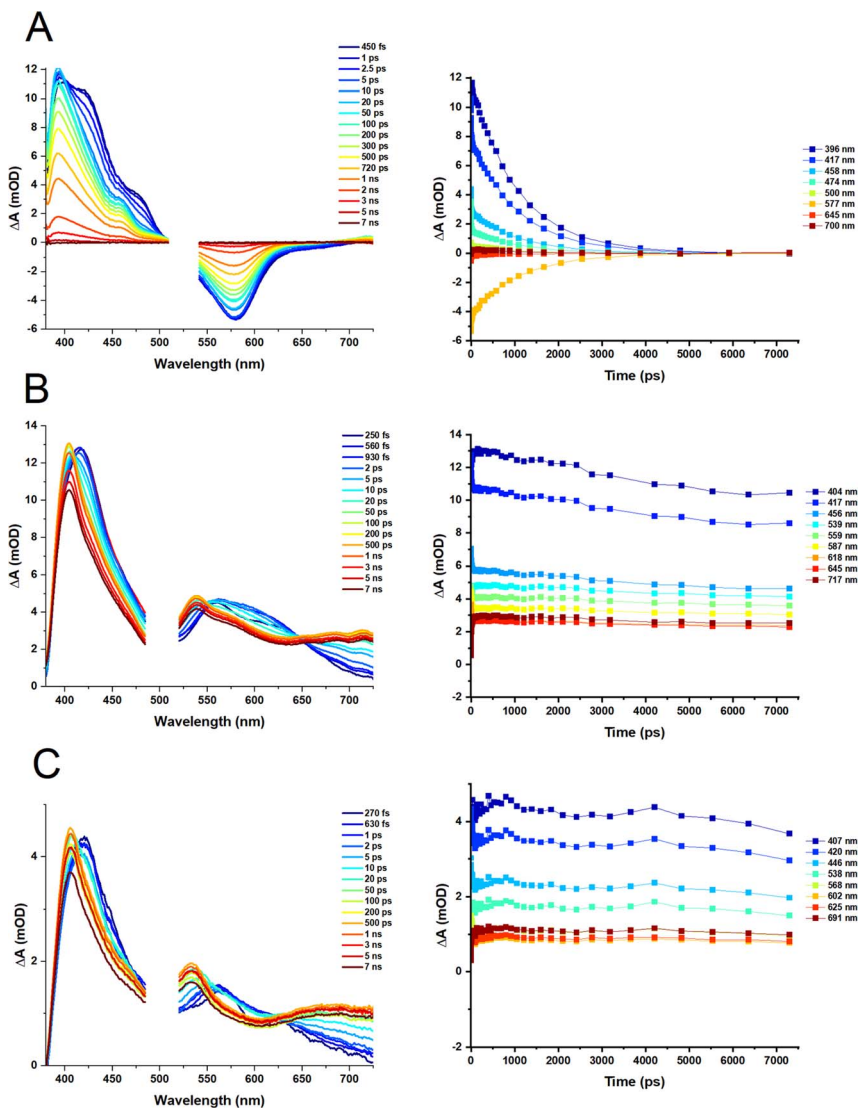 A
12
10
8
6
4
2
0
-2
-4
-6
ΔA (mOD)
400 450 500 550 600 650 700
Wavelength (nm)
450 fs
1 ps
2.5 ps
5 ps
10 ps
20 ps
50 ps
100 ps
200 ps
300 ps
500 ps
720 ps
1 ns
2 ns
3 ns
5 ns
7 ns
12
10
8
6
4
2
0
-2
-4
-6
ΔA (mOD)
0 1000 2000 3000 4000 5000 6000 7000
Time (ps)
396 nm
417 nm
458 nm
474 nm
500 nm
577 nm
645 nm
700 nm
B
14
12
10
8
6
4
2
0
ΔA (mOD)
400 450 500 550 600 650 700
Wavelength (nm)
250 fs
560 fs
930 fs
2 ps
5 ps
10 ps
20 ps
50 ps
100 ps
200 ps
500 ps
1 ns
3 ns
5 ns
7 ns
14
12
10
8
6
4
2
0
-2
ΔA (mOD)
0 1000 2000 3000 4000 5000 6000 7000
Time (ps)
404 nm
417 nm
456 nm
539 nm
559 nm
587 nm
618 nm
645 nm
717 nm
C
4
2
0
ΔA (mOD)
400 450 500 550 600 650 700
Wavelength (nm)
270 fs
630 fs
1 ps
2 ps
5 ps
10 ps
20 ps
50 ps
100 ps
200 ps
500 ps
1 ns
3 ns
5 ns
7 ns
4
2
0
-2
ΔA (mOD)
0 1000 2000 3000 4000 5000 6000 7000
Time (ps)
407 nm
420 nm
446 nm
538 nm
568 nm
602 nm
625 nm
691 nm